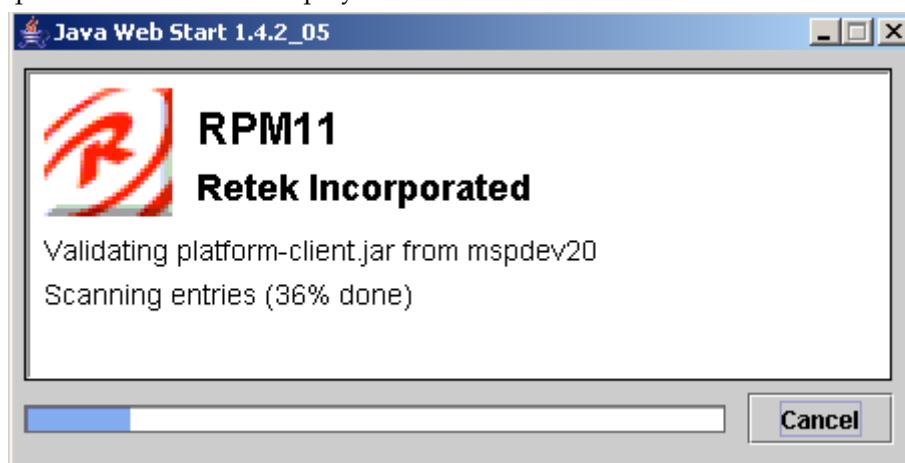 Java Web Start 1.4.2_05
R
RPM11
Retek Incorporated
Validating platform-client.jar from mspdev20
Scanning entries (36% done)
Cancel